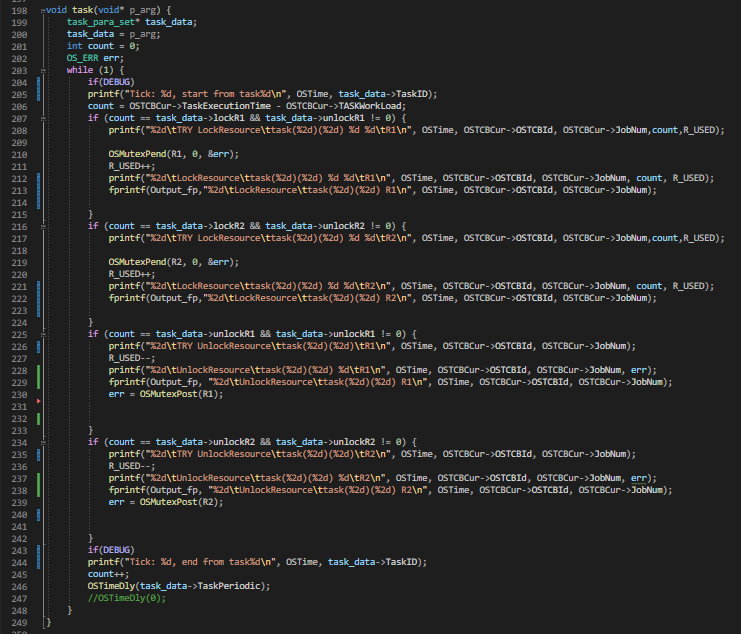 198 void task(void* p_arg) {
199 task_para_set* task_data;
200 task_data = p_arg;
201 int count = 0;
202 OS_ERR err;
203 while (1) {
204 if(DEBUG)
205 printf("Tick: %d, start from task%d\n", OSTime, task_data->TaskID);
206 count = OSTCBCur->TaskExecutionTime - OSTCBCur->TASKWorkLoad;
207 if (count == task_data->lockR1 && task_data->unlockR1 != 0) {
208 printf("%2d\tTRY LockResource\ttask(%2d)(%2d) %d %d\tR1\n", OSTime, OSTCBCur->OSTCBId, OSTCBCur->JobNum,count,R_USED);
209
210 OSMutexPend(R1, 0, &err);
211 R_USED++;
212 printf("%2d\tLockResource\ttask(%2d)(%2d) %d %d\tR1\n", OSTime, OSTCBCur->OSTCBId, OSTCBCur->JobNum, count, R_USED);
213 fprintf(Output_fp,"%2d\tLockResource\ttask(%2d)(%2d) R1\n", OSTime, OSTCBCur->OSTCBId, OSTCBCur->JobNum);
214
215 }
216 if (count == task_data->lockR2 && task_data->unlockR2 != 0) {
217 printf("%2d\tTRY LockResource\ttask(%2d)(%2d) %d %d\tR2\n", OSTime, OSTCBCur->OSTCBId, OSTCBCur->JobNum,count,R_USED);
218
219 OSMutexPend(R2, 0, &err);
220 R_USED++;
221 printf("%2d\tLockResource\ttask(%2d)(%2d) %d %d\tR2\n", OSTime, OSTCBCur->OSTCBId, OSTCBCur->JobNum, count, R_USED);
222 fprintf(Output_fp,"%2d\tLockResource\ttask(%2d)(%2d) R2\n", OSTime, OSTCBCur->OSTCBId, OSTCBCur->JobNum);
223
224 }
225 if (count == task_data->unlockR1 && task_data->unlockR1 != 0) {
226 printf("%2d\tTRY UnlockResource\ttask(%2d)(%2d)\tR1\n", OSTime, OSTCBCur->OSTCBId, OSTCBCur->JobNum);
227 R_USED--;
228 printf("%2d\tUnlockResource\ttask(%2d)(%2d) %d\tR1\n", OSTime, OSTCBCur->OSTCBId, OSTCBCur->JobNum, err);
229 fprintf(Output_fp, "%2d\tUnlockResource\ttask(%2d)(%2d) R1\n", OSTime, OSTCBCur->OSTCBId, OSTCBCur->JobNum);
230 err = OSMutexPost(R1);
231
232
233 }
234 if (count == task_data->unlockR2 && task_data->unlockR2 != 0) {
235 printf("%2d\tTRY UnlockResource\ttask(%2d)(%2d)\tR2\n", OSTime, OSTCBCur->OSTCBId, OSTCBCur->JobNum);
236 R_USED--;
237 printf("%2d\tUnlockResource\ttask(%2d)(%2d) %d\tR2\n", OSTime, OSTCBCur->OSTCBId, OSTCBCur->JobNum, err);
238 fprintf(Output_fp, "%2d\tUnlockResource\ttask(%2d)(%2d) R2\n", OSTime, OSTCBCur->OSTCBId, OSTCBCur->JobNum);
239 err = OSMutexPost(R2);
240
241
242 }
243 if(DEBUG)
244 printf("Tick: %d, end from task%d\n", OSTime, task_data->TaskID);
245 count++;
246 OSTimeDly(task_data->TaskPeriodic);
247 //OSTimeDly(0);
248 }
249 }